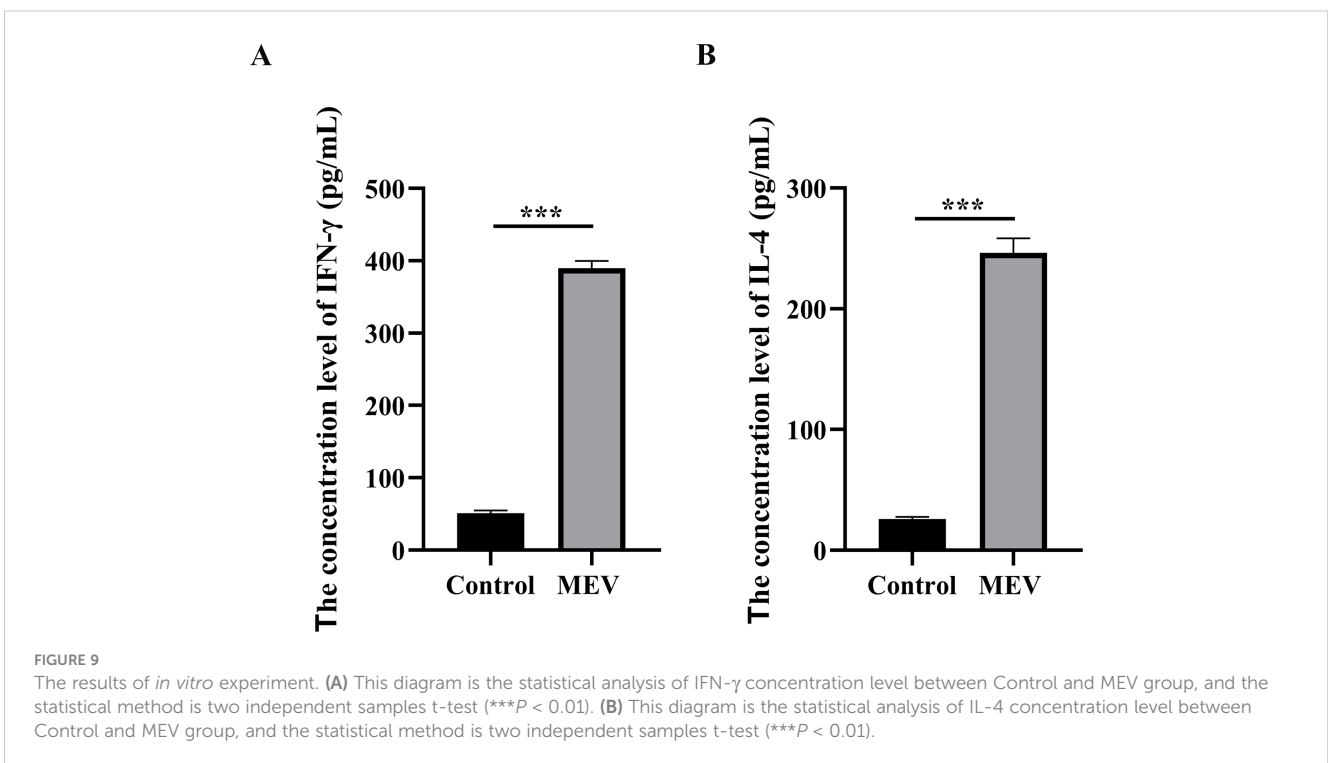 A
The concentration level of IFN-γ (pg/mL)
500
400
300
200
100
0
***
Control MEV
B
The concentration level of IL-4 (pg/mL)
300
200
100
0
***
Control MEV
FIGURE 9
The results of in vitro experiment. (A) This diagram is the statistical analysis of IFN-γ concentration level between Control and MEV group, and the
statistical method is two independent samples t-test (***P < 0.01). (B) This diagram is the statistical analysis of IL-4 concentration level between
Control and MEV group, and the statistical method is two independent samples t-test (***P < 0.01).